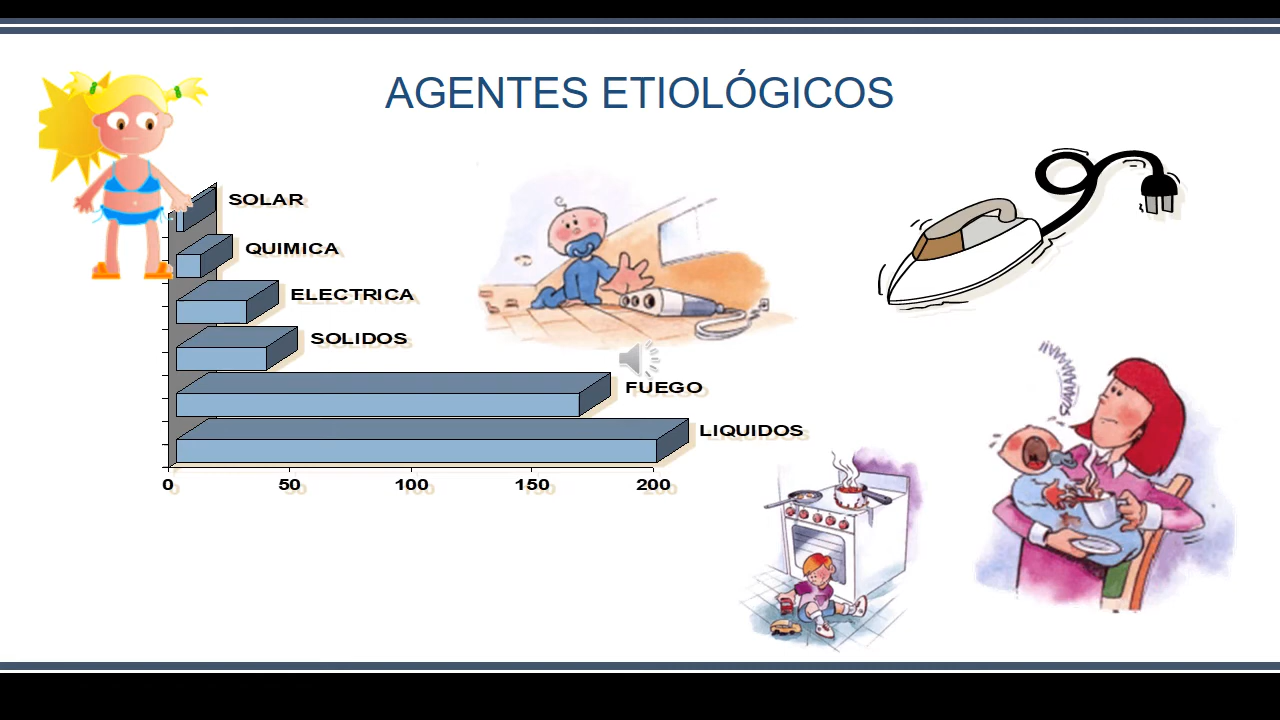 AGENTES ETIOLÓGICOS
SOLAR
QUIMICA
ELECTRICA
SOLIDOS
FUEGO
LIQUIDOS
0 50 100 150 200